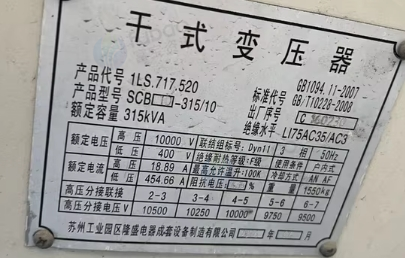 干式变压器
产品代号 1LS.717.520
产品型号 SCB -315/10
额定容量 315kVA
标准代号 GB1094.11-2007
GB/T10228-2008
出厂序号
绝缘水平 LI75AC35/AC3
额定电压 高压 10000 V 联结组标号: Dyn11 3 相 50Hz
低压 400 V 绝缘耐热等级:F级 使用条件 户内式
额定电流 高压 18.89 A 最高允许温升:100K 冷却方式 AN AF
低压 454.66 A 阻抗电压 重量 1550kg
高压分接联接 2-3 3-4 4-5 5-6 6-7
高压分接电压V 10500 10250 10000 9750 9500
苏州工业园区隆盛电器成套设备制造有限公司